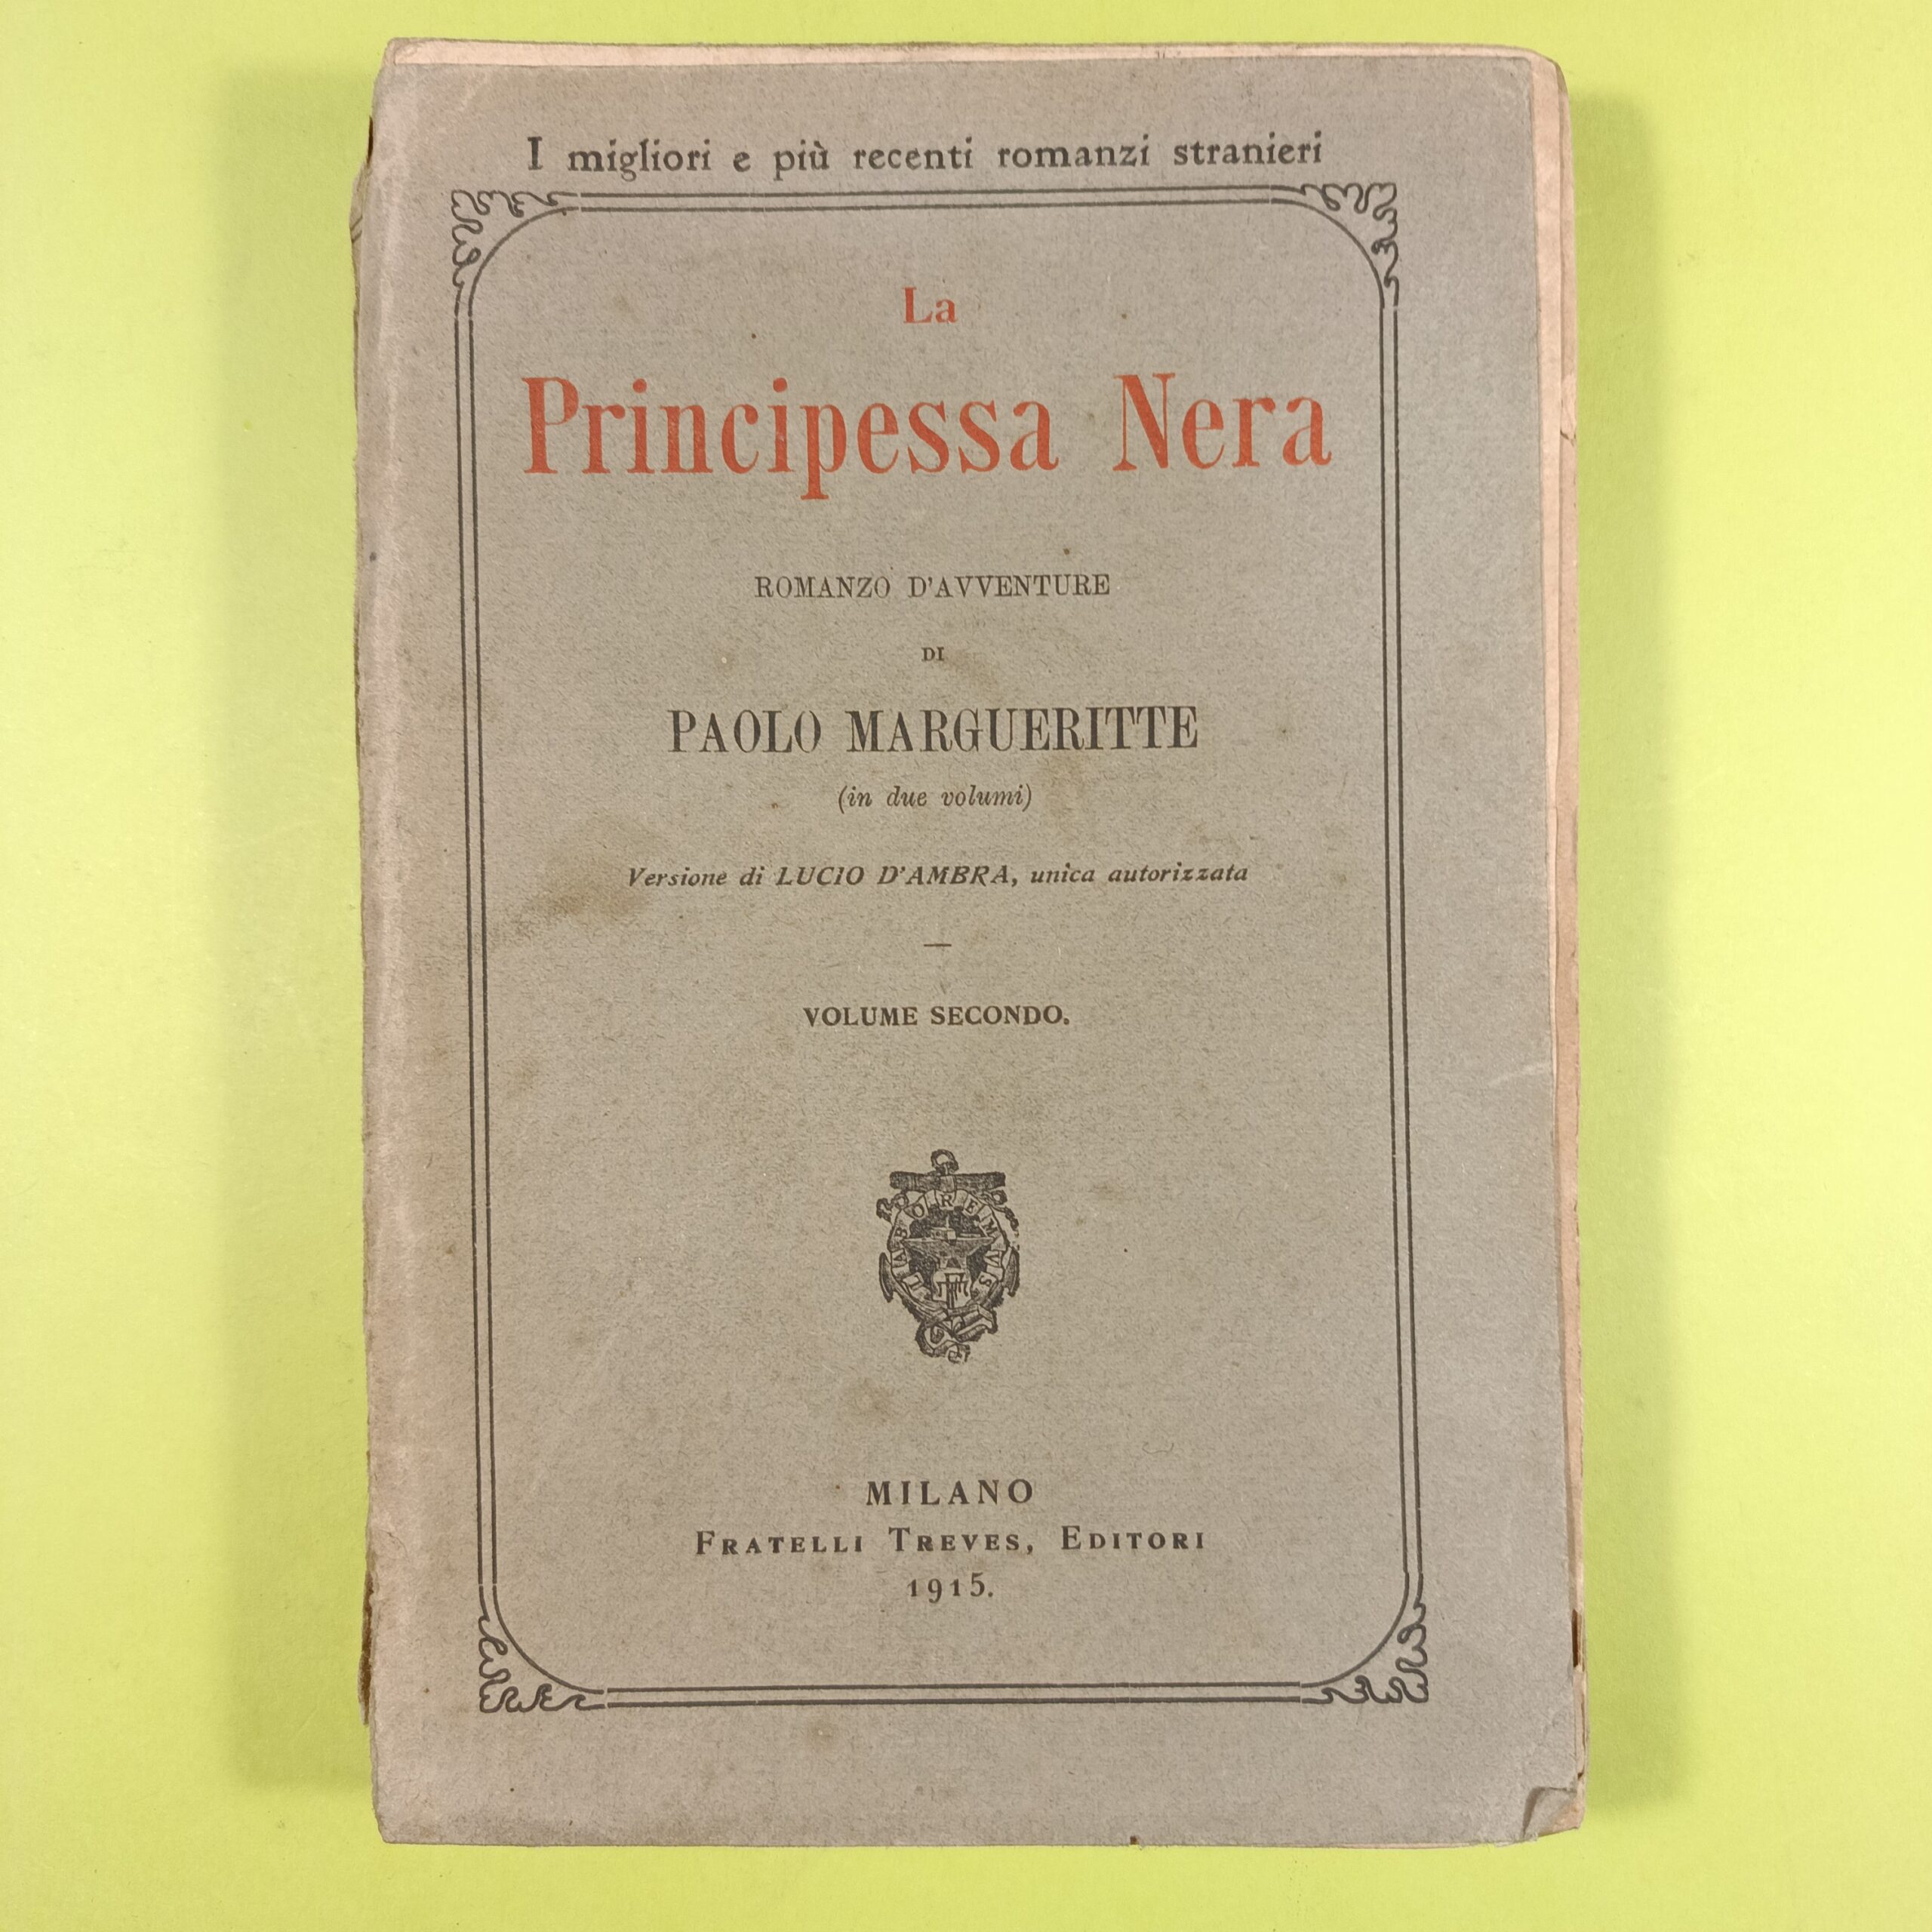 I migliori e più recenti romanzi stranieri
La
Principessa Nera
ROMANZO D'AVVENTURE
DI
PAOLO MARGUERITTE
(in due volumi)
Versione di LUCIO D'AMBRA, unica autorizzata
VOLUME SECONDO.
LABOREMVS
MILANO
FRATELLI TREVES, EDITORI
1915.